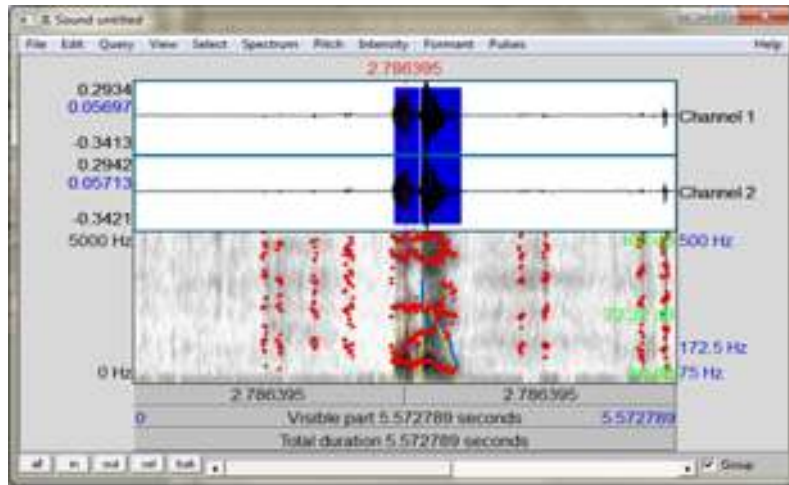 Sound untitled
File Edit Query View Select Spectrum Pitch Intensity Formant Pulses Help
2.786395
0.2934
0.05697
-0.3413
Channel 1
0.2942
0.05713
-0.3421
Channel 2
5000 Hz
500 Hz
172.5 Hz
0 Hz
75 Hz
2.786395 2.786395
0 Visible part 5.572789 seconds 5.572789
Total duration 5.572789 seconds
all in out sel bak Group